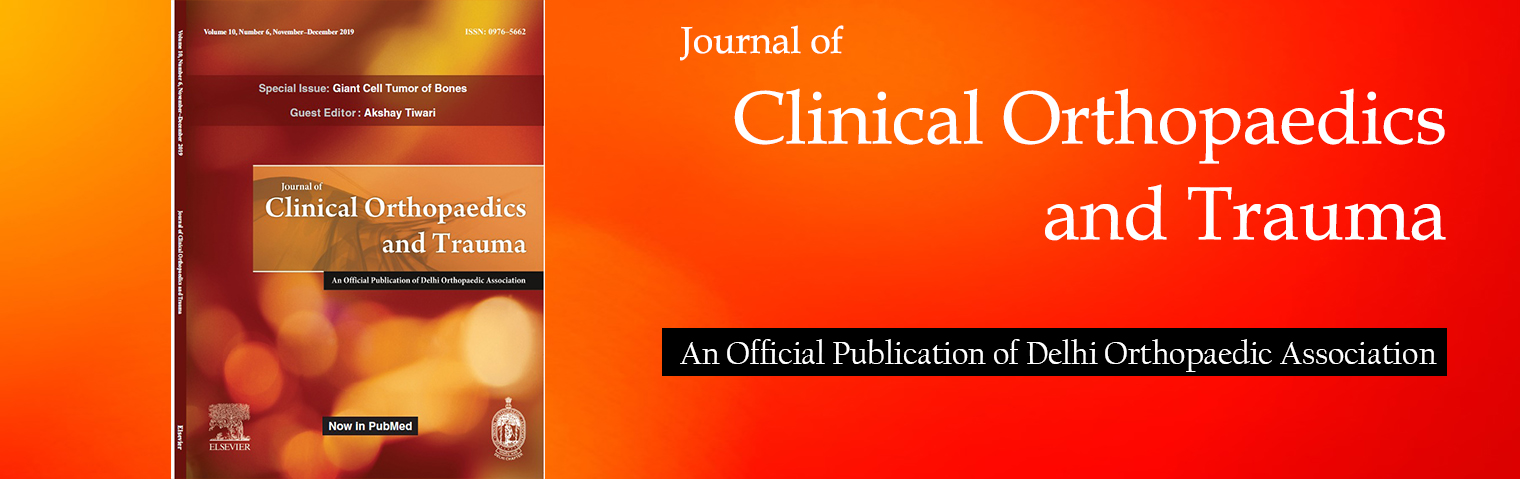 Volume 10, Number 6, November–December 2019
ISSN: 0976-5662
Special Issue: Giant Cell Tumor of Bones
Guest Editor : Akshay Tiwari
Journal of
Clinical Orthopaedics
and Trauma
An Official Publication of Delhi Orthopaedic Association
Now in PubMed
ELSEVIER
Volume 10, Number 6, November–December 2019
Journal of Clinical Orthopaedics and Trauma
Elsevier
Journal of
Clinical Orthopaedics
and Trauma
An Official Publication of Delhi Orthopaedic Association